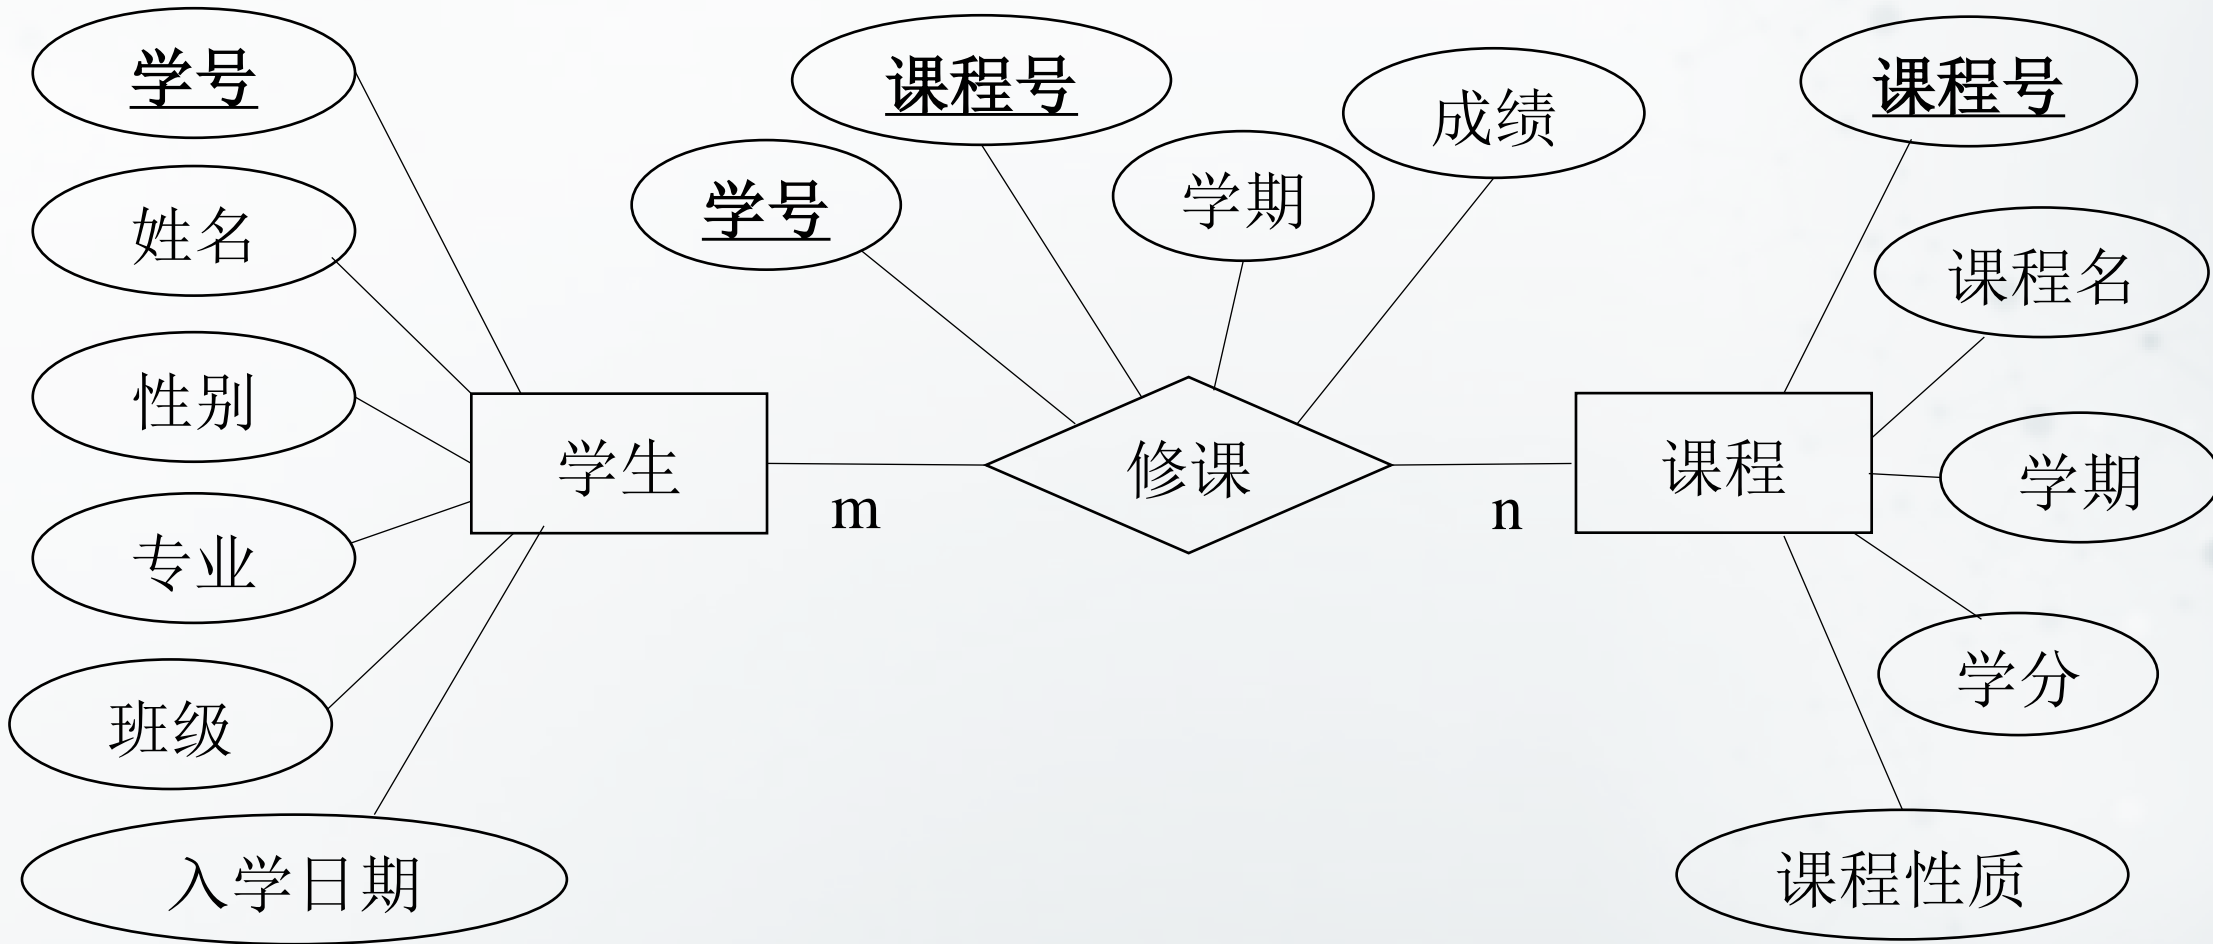 学号
姓名
性别
专业
班级
入学日期
学生
m
学号
课程号
学期
成绩
修课
n
课程
课程号
课程名
学期
学分
课程性质